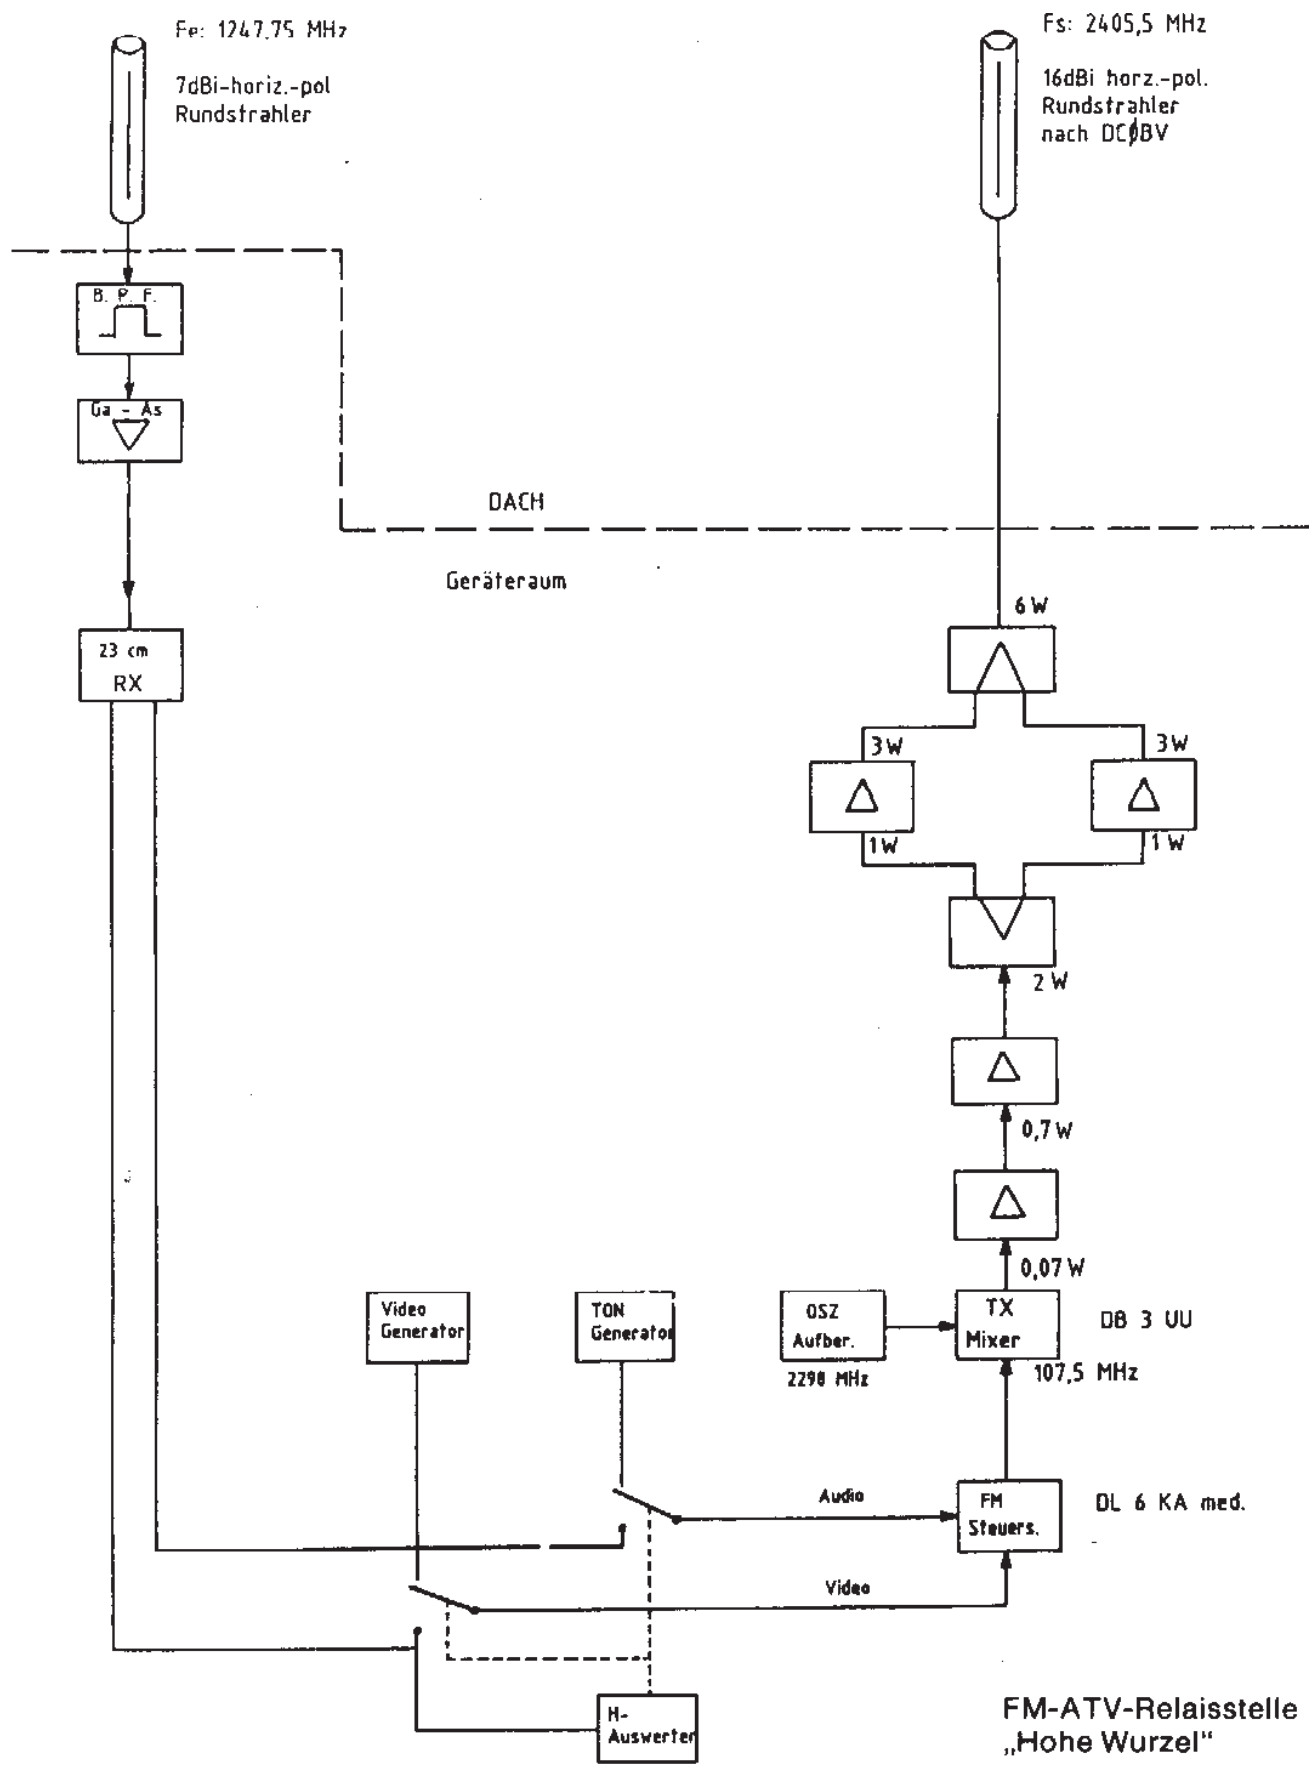 Fe: 1247,75 MHz
7dBi-horiz.-pol
Rundstrahler
Fs: 2405,5 MHz
16dBi horz.-pol.
Rundstrahler
nach DCØBV
B. P. F.
Ga - As
DACH
Geräteraum
23 cm
RX
6 W
3 W
3 W
1 W
1 W
2 W
0,7 W
0,07 W
Video
Generator
TON
Generator
OSZ
Aufber.
2298 MHz
TX
Mixer
DB 3 UU
107,5 MHz
Audio
FM
Steuers.
DL 6 KA med.
Video
H-
Auswerter
FM-ATV-Relaisstelle
„Hohe Wurzel“